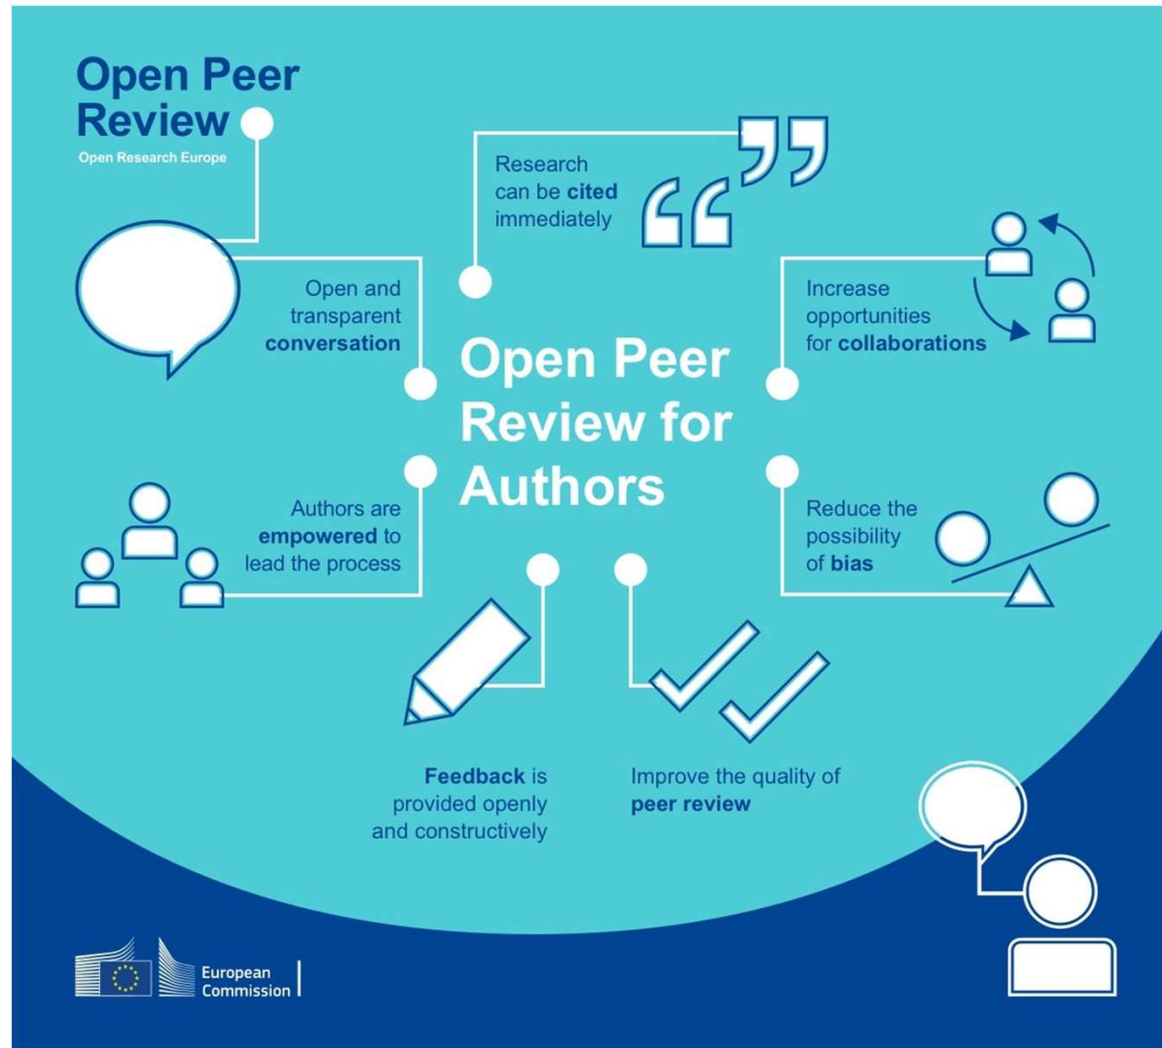 Open Peer
Review
Open Research Europe
Research
can be cited
immediately
Open and
transparent
conversation
Increase
opportunities
for collaborations
Open Peer
Review for
Authors
Authors are
empowered to
lead the process
Reduce the
possibility
of bias
Feedback is
provided openly
and constructively
Improve the quality of
peer review
European
Commission